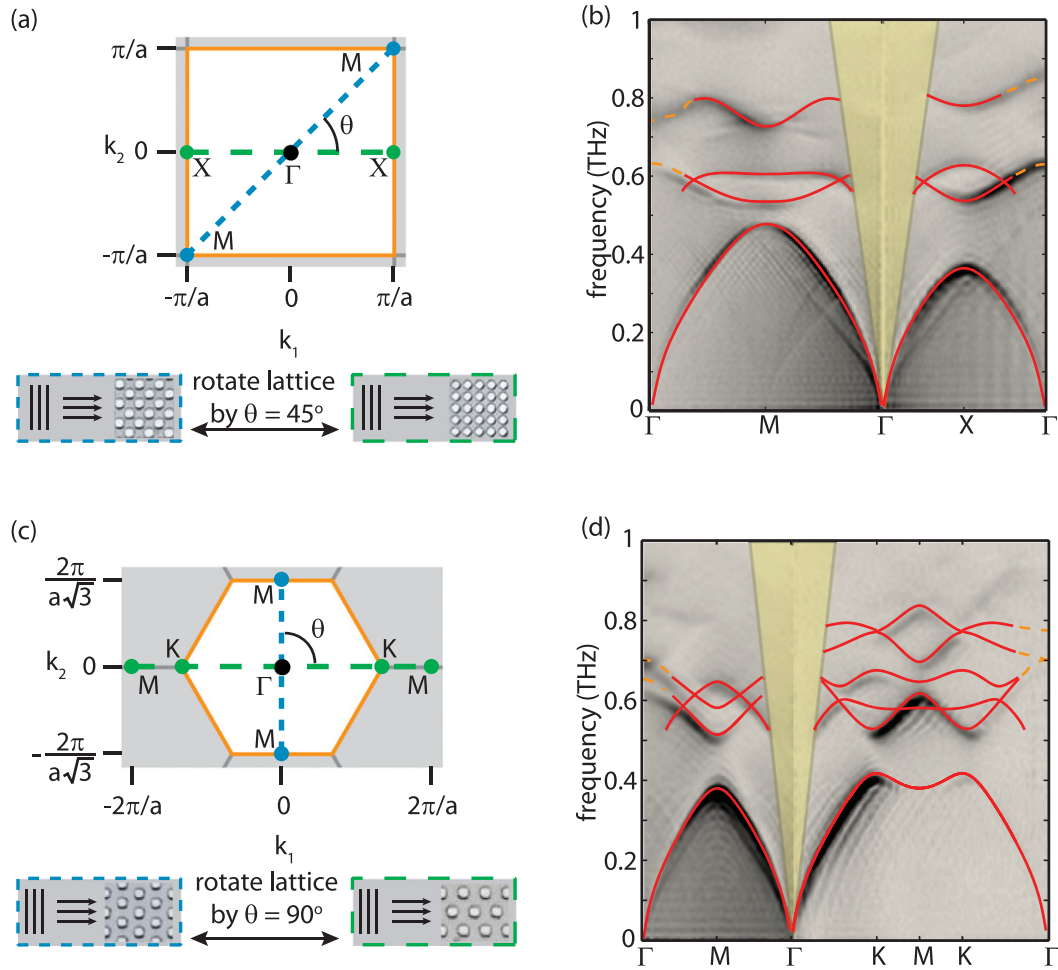 (a)
π/a
k₂ 0
-π/a
M
θ
X
Γ
X
M
-π/a
0
π/a
k₁
rotate lattice
by θ = 45º
(b)
frequency (THz)
1
0.8
0.6
0.4
0.2
0
Γ
M
Γ
X
Γ
(c)
2π
a√3
k₂ 0
- 2π
a√3
M
θ
K
K
M
Γ
M
M
-2π/a
0
2π/a
k₁
rotate lattice
by θ = 90º
(d)
frequency (THz)
1
0.8
0.6
0.4
0.2
0
Γ
M
Γ
K
M
K
Γ